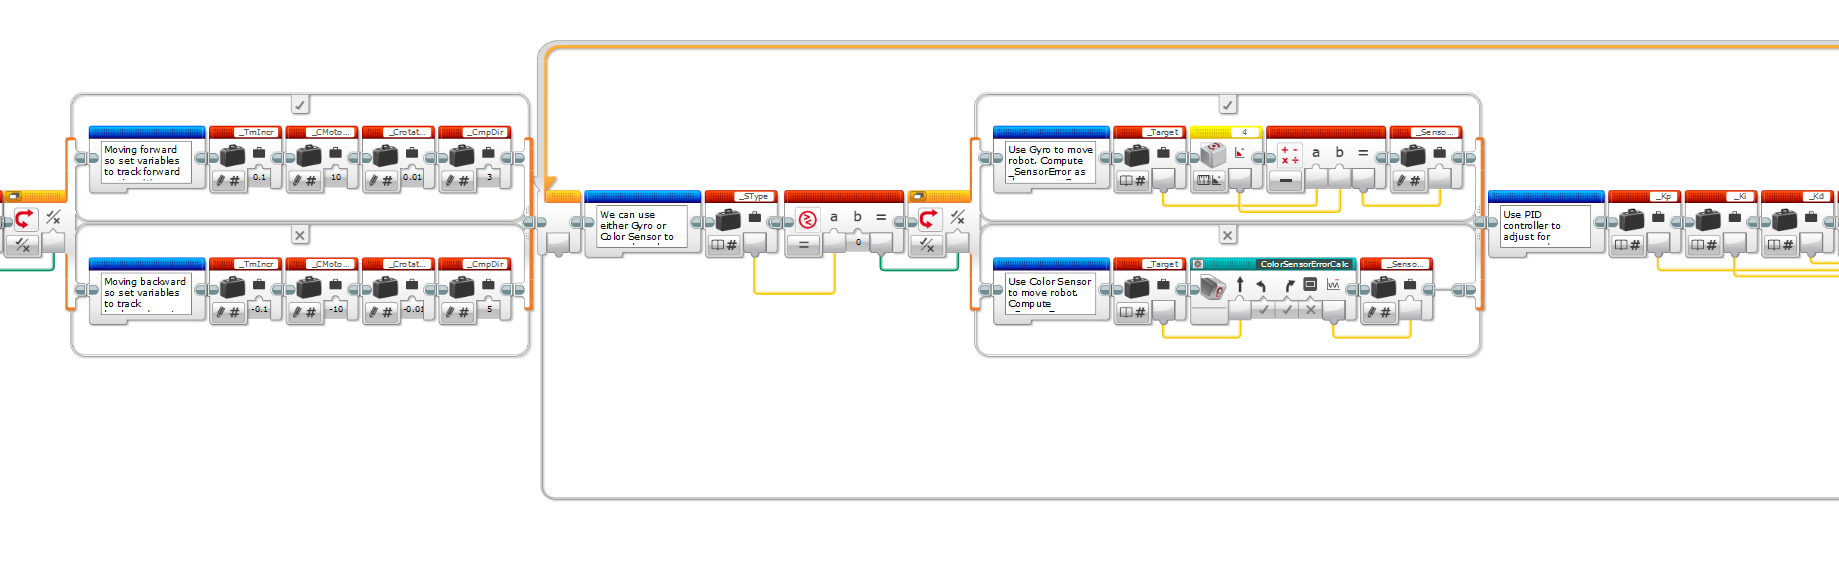 Moving forward
so set variables
to track forward
_TmIncr
0.1
_CMoto...
10
_Crotat...
0.01
_CmpDir
3
Moving backward
so set variables
to track
_TmIncr
-0.1
_CMoto...
-10
_Crotat...
-0.01
_CmpDir
5
We can use
either Gyro or
Color Sensor to
_SType
a b =
0
Use Gyro to move
robot. Compute
_SensorError as
_Target
4
a b =
_Senso...
Use Color Sensor
to move robot.
Compute
_Target
ColorSensorErrorCalc
_Senso...
Use PID
controller to
adjust for
_Kp
_Ki
_Kd